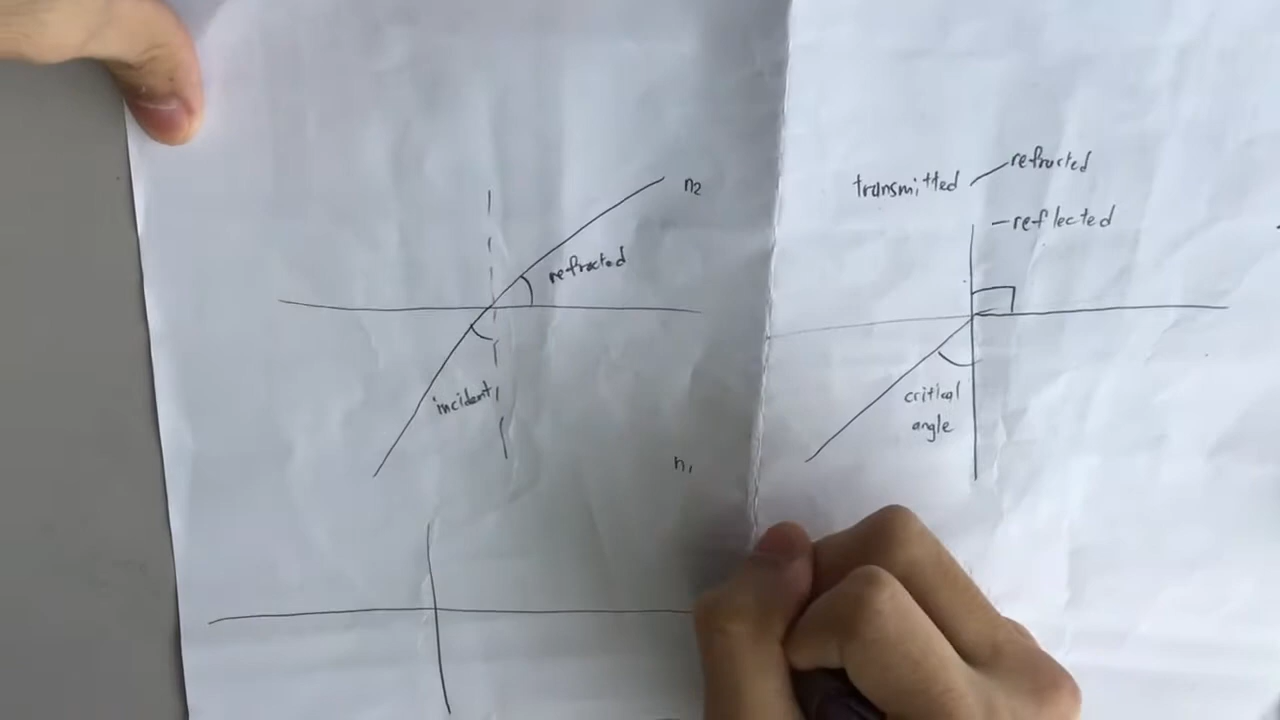 n2
refracted
incident
n1
transmitted
refracted
reflected
critical
angle